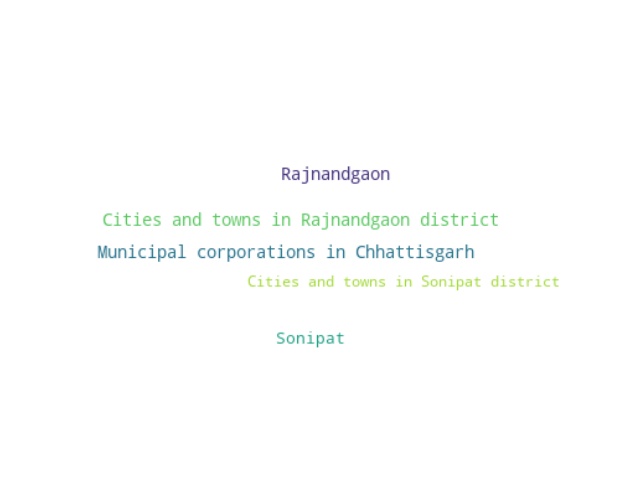 Rajnandgaon
Cities and towns in Rajnandgaon district
Municipal corporations in Chhattisgarh
Cities and towns in Sonipat district
Sonipat